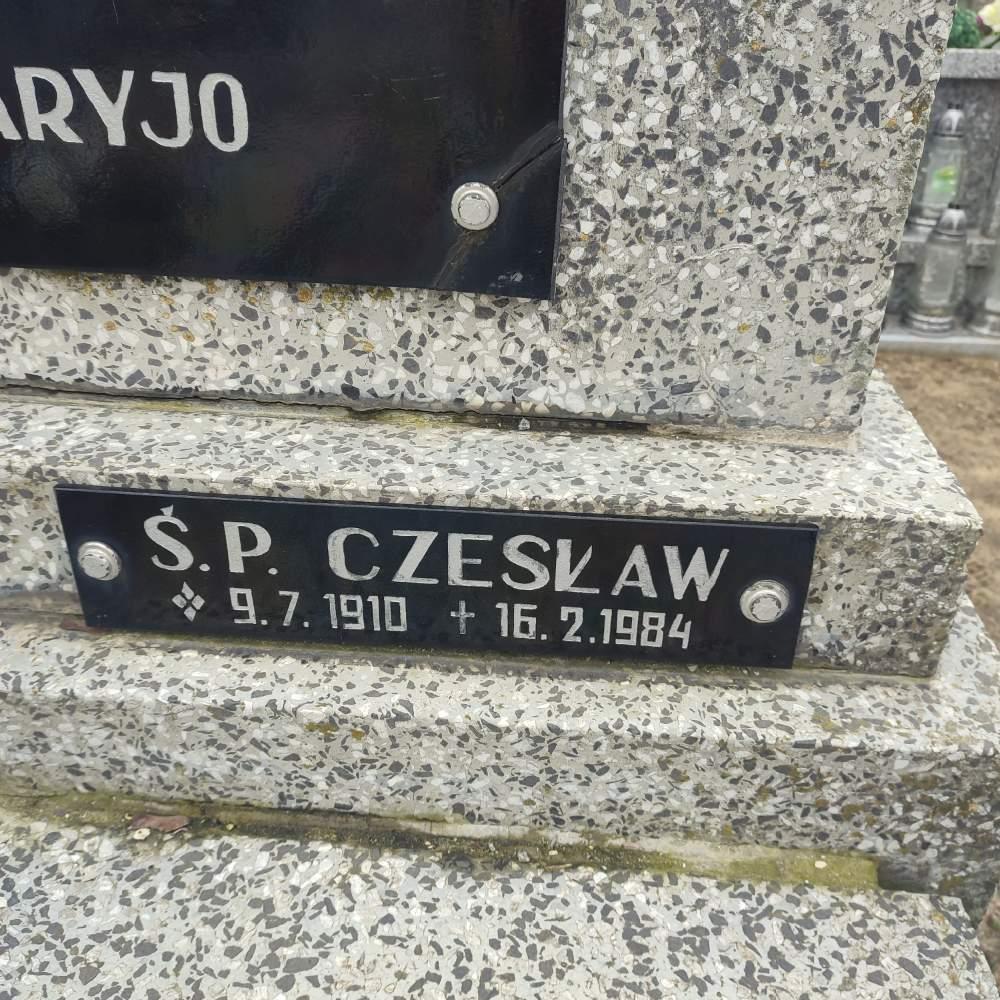 ARYJO
Ś.P. CZESŁAW
9.7.1910 + 16.2.1984